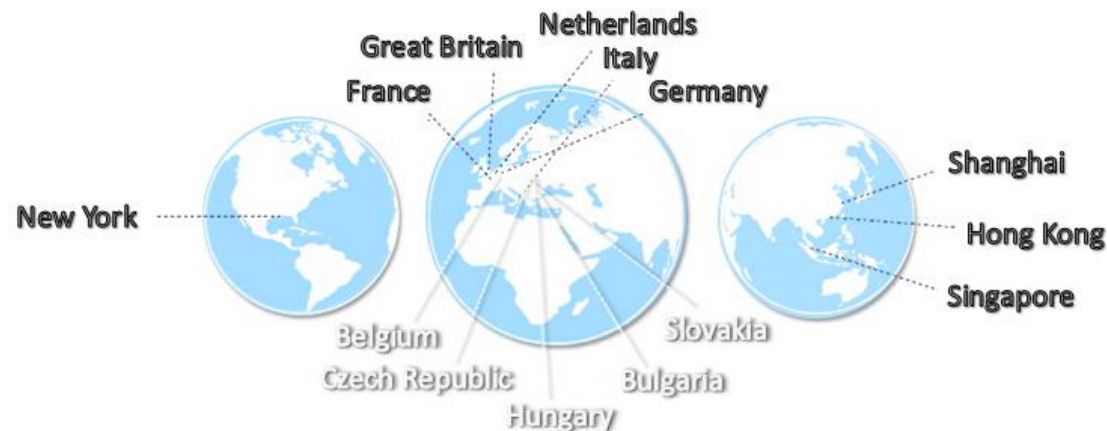 Netherlands
Great Britain
Italy
France
Germany
Shanghai
New York
Hong Kong
Singapore
Belgium
Slovakia
Czech Republic
Bulgaria
Hungary